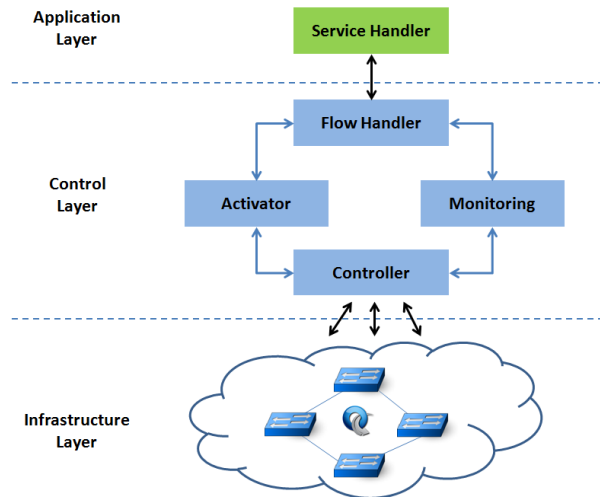 Application
Layer
Service Handler
Flow Handler
Control
Layer
Activator
Monitoring
Controller
Infrastructure
Layer